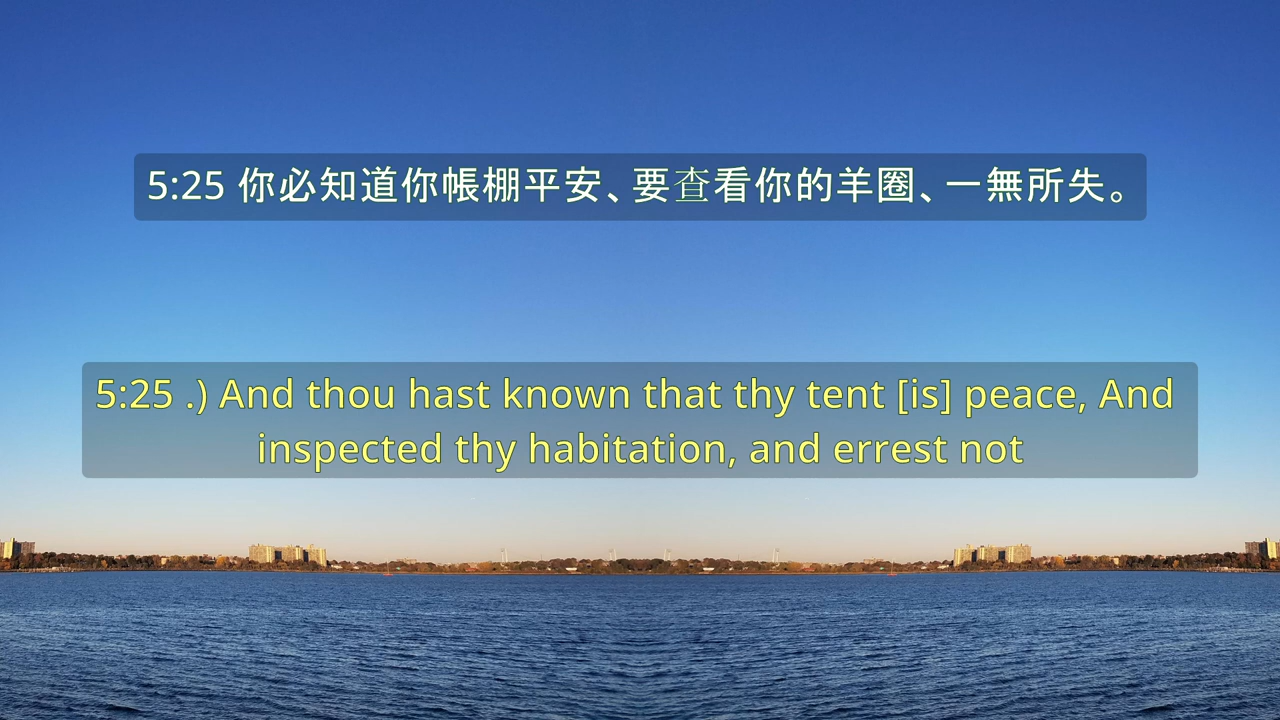 5:25 你必知道你帳棚平安、要查看你的羊圈、一無所失。
5:25 .) And thou hast known that thy tent [is] peace, And
inspected thy habitation, and errest not